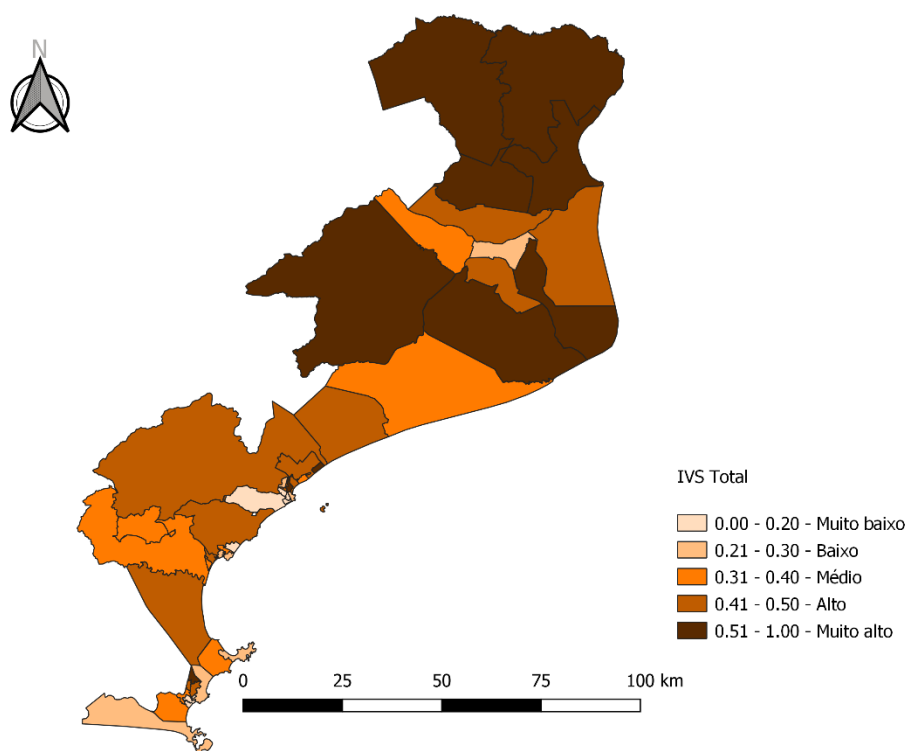 N
IVS Total
0.00 - 0.20 - Muito baixo
0.21 - 0.30 - Baixo
0.31 - 0.40 - Médio
0.41 - 0.50 - Alto
0.51 - 1.00 - Muito alto
0 25 50 75 100 km